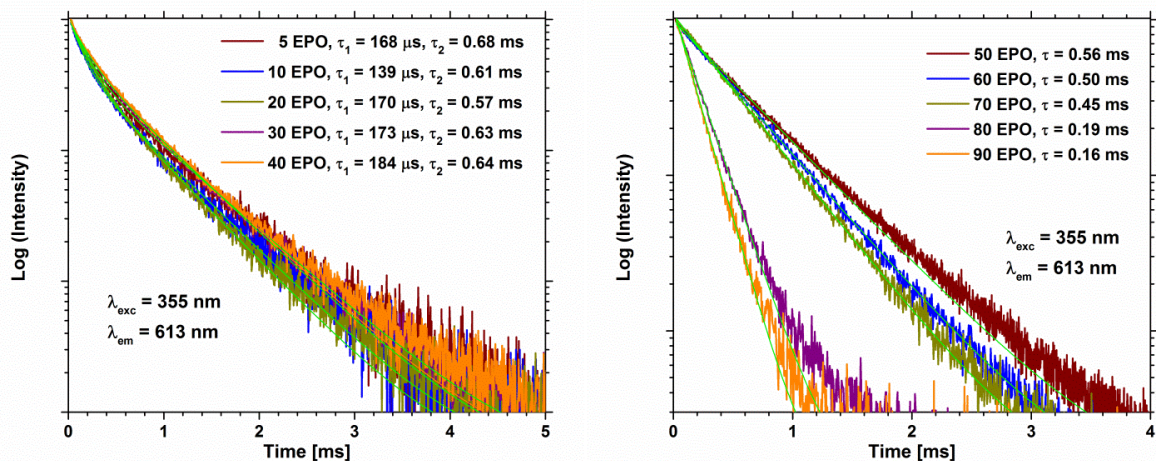 5 EPO, τ1 = 168 μs, τ2 = 0.68 ms
10 EPO, τ1 = 139 μs, τ2 = 0.61 ms
20 EPO, τ1 = 170 μs, τ2 = 0.57 ms
30 EPO, τ1 = 173 μs, τ2 = 0.63 ms
40 EPO, τ1 = 184 μs, τ2 = 0.64 ms
Log (Intensity)
λexc = 355 nm
λem = 613 nm
0 1 2 3 4 5
Time [ms]
50 EPO, τ = 0.56 ms
60 EPO, τ = 0.50 ms
70 EPO, τ = 0.45 ms
80 EPO, τ = 0.19 ms
90 EPO, τ = 0.16 ms
Log (Intensity)
λexc = 355 nm
λem = 613 nm
0 1 2 3 4
Time [ms]